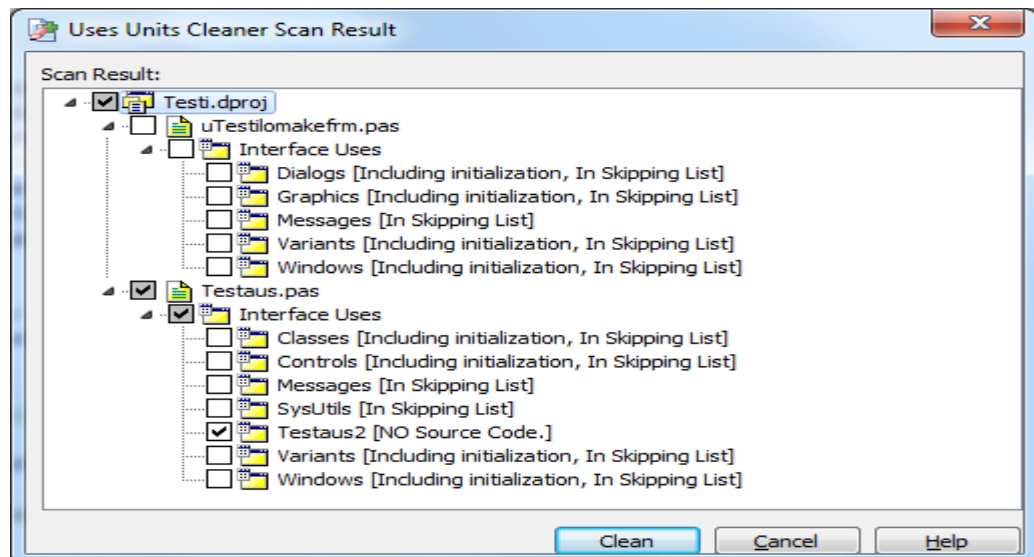 Uses Units Cleaner Scan Result
Scan Result:
Testi.dproj
uTestilomakefrm.pas
Interface Uses
Dialogs [Including initialization, In Skipping List]
Graphics [Including initialization, In Skipping List]
Messages [In Skipping List]
Variants [Including initialization, In Skipping List]
Windows [Including initialization, In Skipping List]
Testaus.pas
Interface Uses
Classes [Including initialization, In Skipping List]
Controls [Including initialization, In Skipping List]
Messages [In Skipping List]
SysUtils [In Skipping List]
Testaus2 [NO Source Code.]
Variants [Including initialization, In Skipping List]
Windows [Including initialization, In Skipping List]
Clean Cancel Help